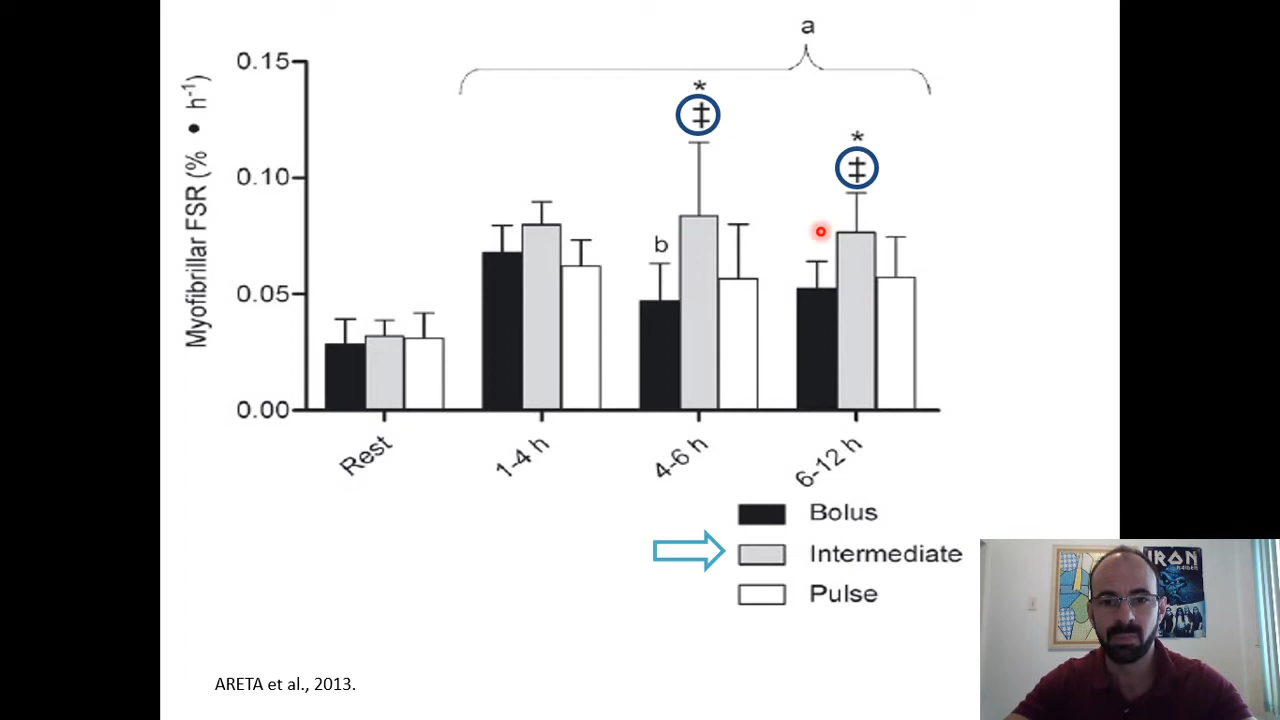 a
0.15
*
‡
*
‡
0.10
b
0.05
0.00
Myofibrillar FSR (% • h-¹)
Rest
1-4 h
4-6 h
6-12 h
Bolus
Intermediate
Pulse
IRON
MAIDEN
ARETA et al., 2013.